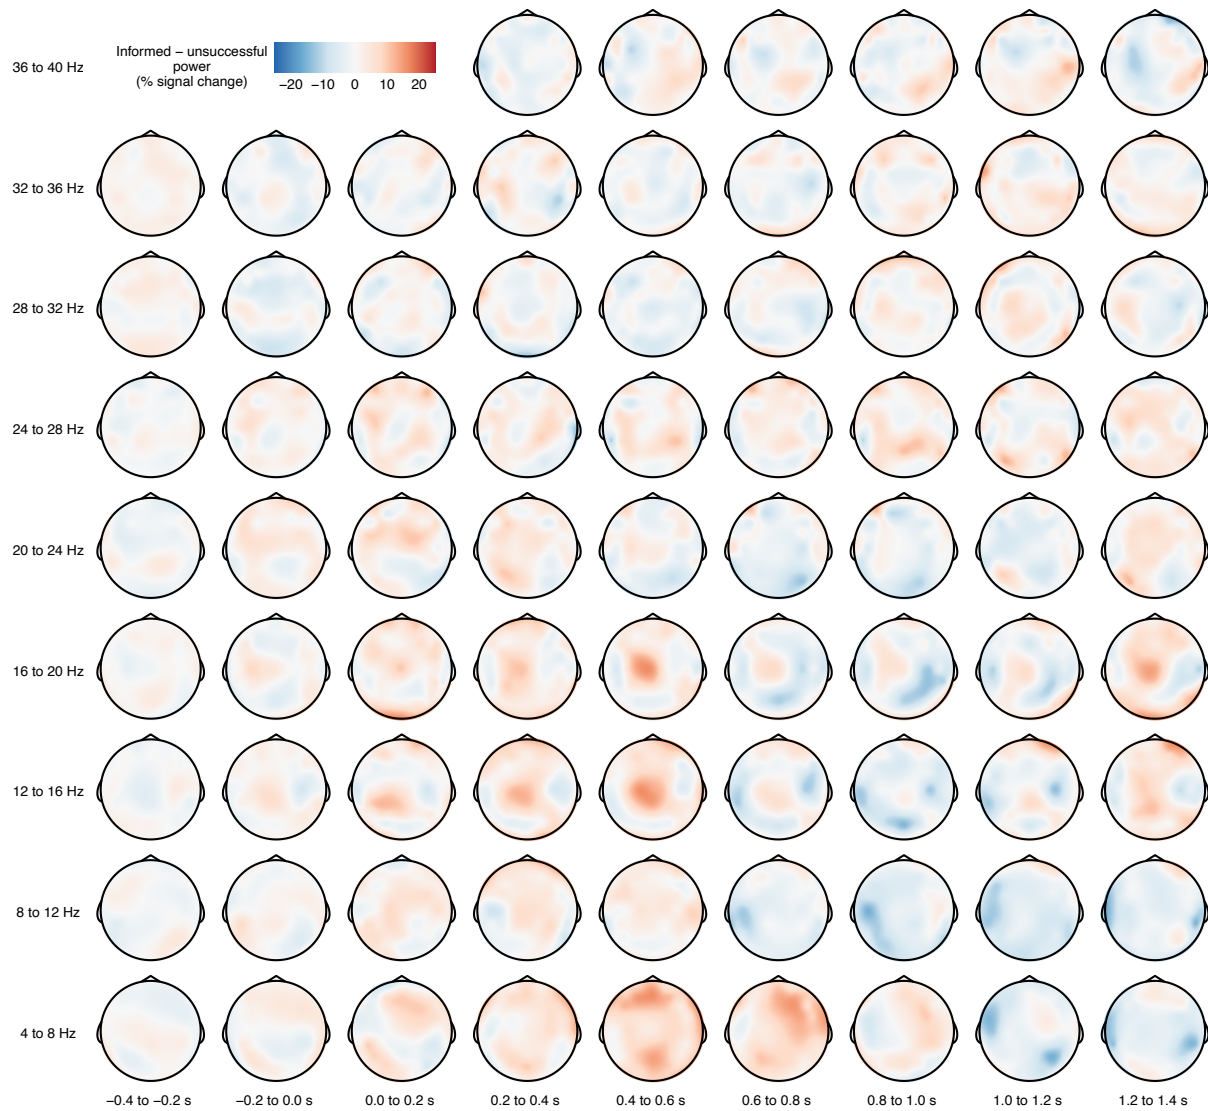 Informed − unsuccessful
power
(% signal change)
−20 −10 0 10 20
36 to 40 Hz
32 to 36 Hz
28 to 32 Hz
24 to 28 Hz
20 to 24 Hz
16 to 20 Hz
12 to 16 Hz
8 to 12 Hz
4 to 8 Hz
−0.4 to −0.2 s −0.2 to 0.0 s 0.0 to 0.2 s 0.2 to 0.4 s 0.4 to 0.6 s 0.6 to 0.8 s 0.8 to 1.0 s 1.0 to 1.2 s 1.2 to 1.4 s